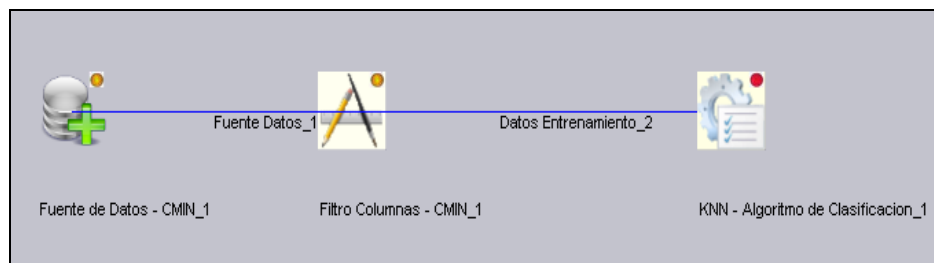 Fuente Datos_1
Datos Entrenamiento_2
Fuente de Datos - CMIN_1
Filtro Columnas - CMIN_1
KNN - Algoritmo de Clasificacion_1